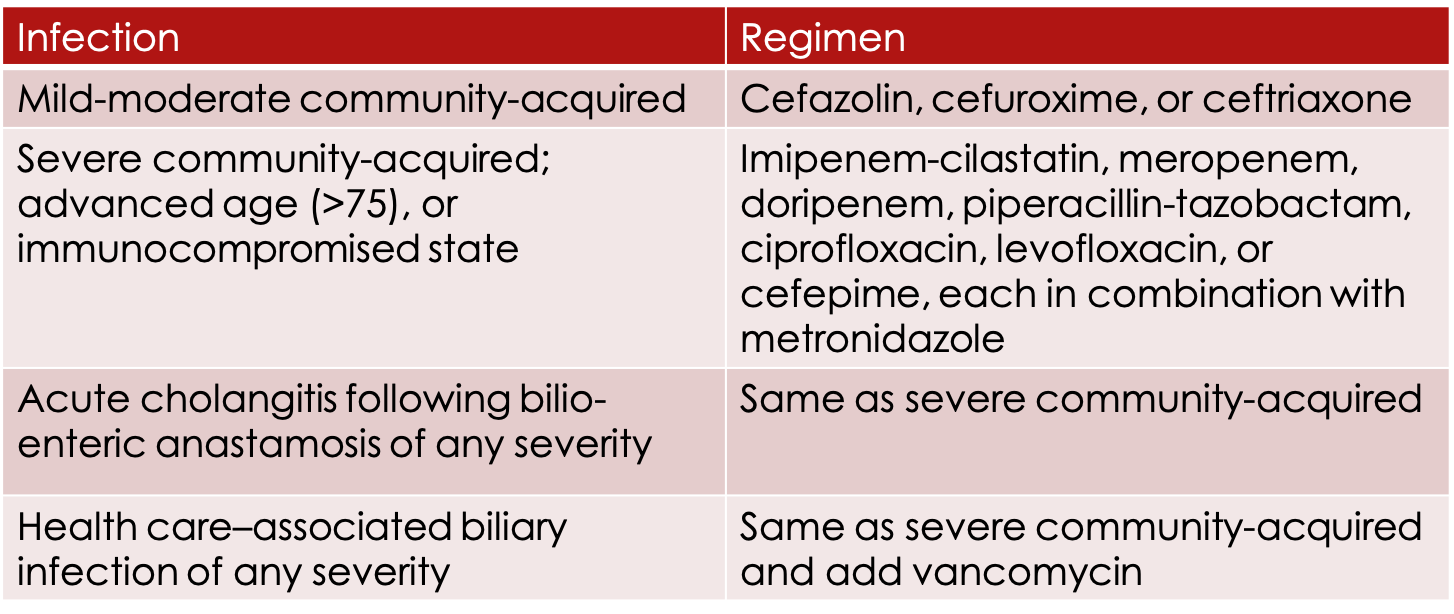 Infection
Regimen
Mild-moderate community-acquired
Cefazolin, cefuroxime, or ceftriaxone
Severe community-acquired;
advanced age (>75), or
immunocompromised state
Imipenem-cilastatin, meropenem,
doripenem, piperacillin-tazobactam,
ciprofloxacin, levofloxacin, or
cefepime, each in combination with
metronidazole
Acute cholangitis following bilio-
enteric anastamosis of any severity
Same as severe community-acquired
Health care–associated biliary
infection of any severity
Same as severe community-acquired
and add vancomycin